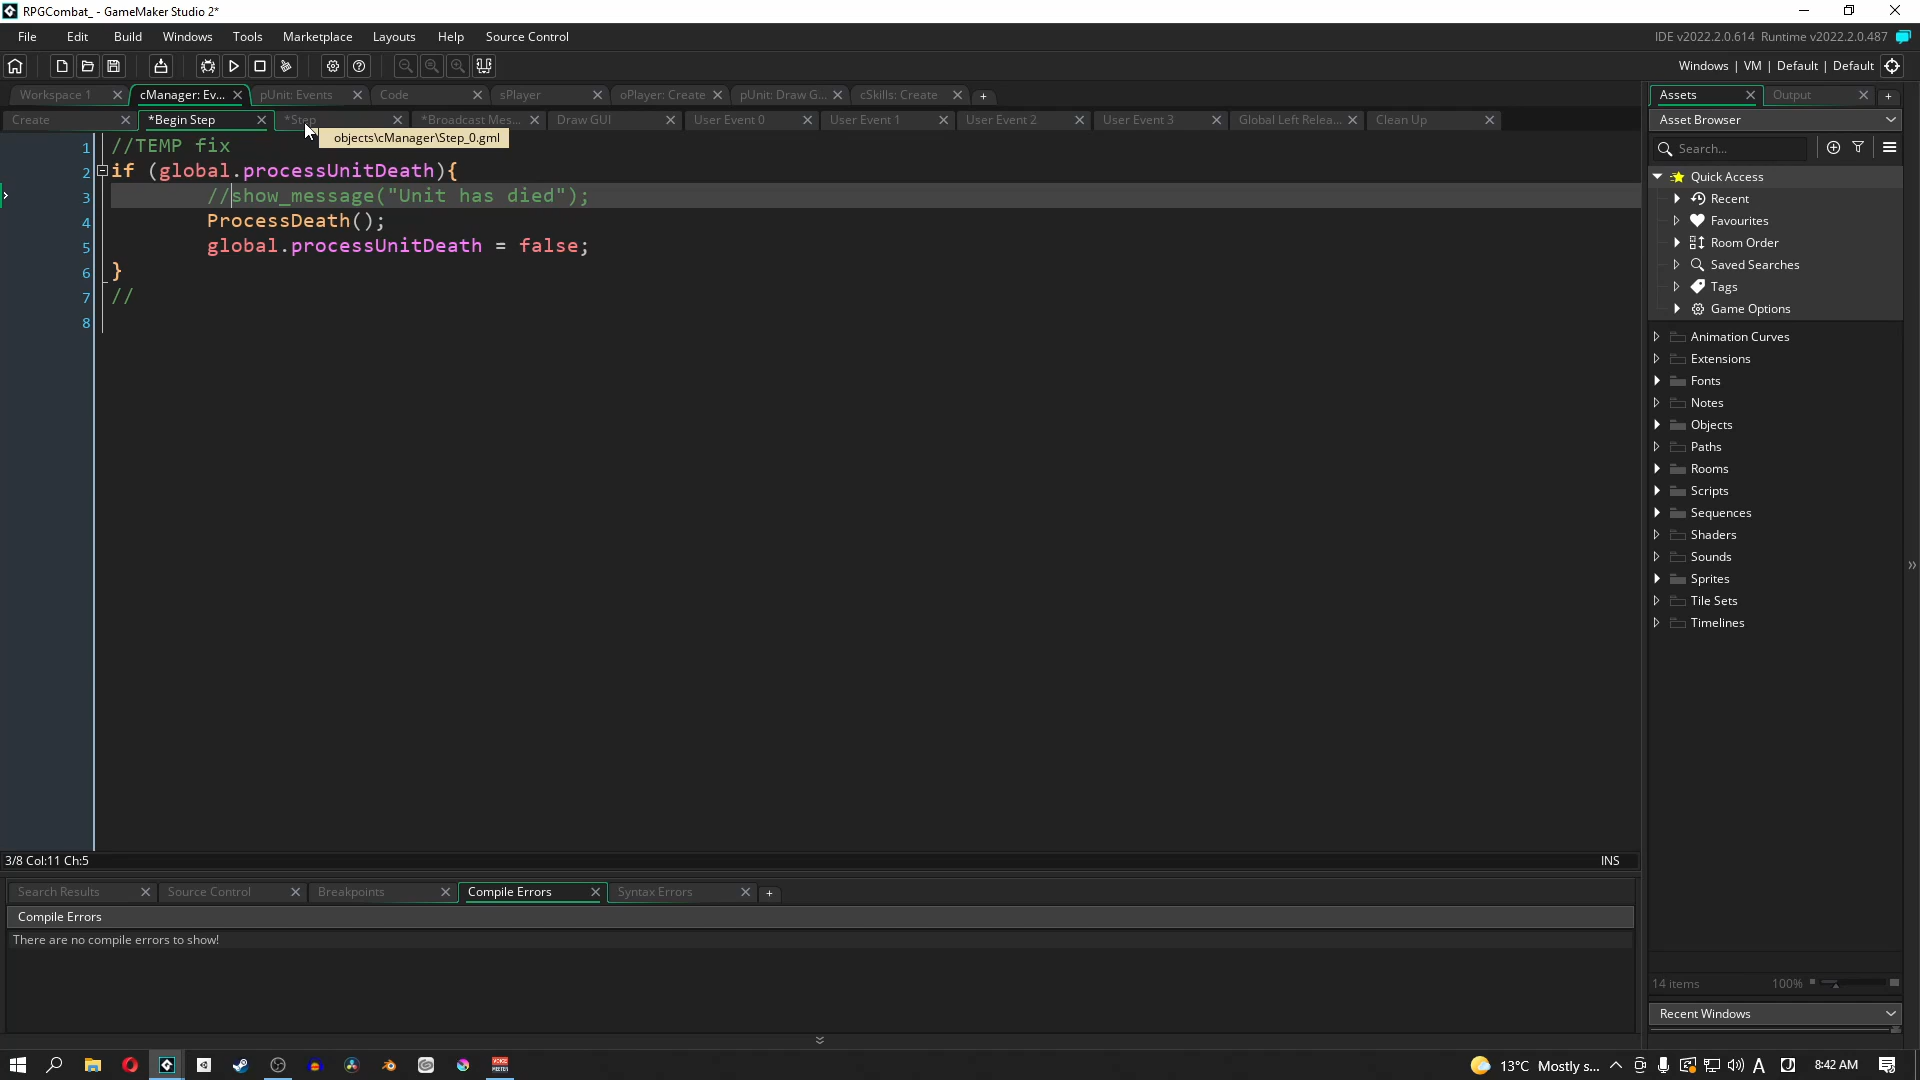 RPGCombat_ - GameMaker Studio 2*
File Edit Build Windows Tools Marketplace Layouts Help Source Control
IDE v2022.2.0.614 Runtime v2022.2.0.487
Windows | VM | Default | Default
Workspace 1 cManager: Ev... pUnit: Events Code sPlayer oPlayer: Create pUnit: Draw G... cSkills: Create
Create *Begin Step *Step *Broadcast Mes... Draw GUI User Event 0 User Event 1 User Event 2 User Event 3 Global Left Relea... Clean Up
objects\cManager\Step_0.gml
1 //TEMP fix
2 if (global.processUnitDeath){
3 //show_message("Unit has died");
4 ProcessDeath();
5 global.processUnitDeath = false;
6 }
7 //
8
3/8 Col:11 Ch:5
INS
Search Results Source Control Breakpoints Compile Errors Syntax Errors
Compile Errors
There are no compile errors to show!
Assets Output
Asset Browser
Search...
Quick Access
Recent
Favourites
Room Order
Saved Searches
Tags
Game Options
Animation Curves
Extensions
Fonts
Notes
Objects
Paths
Rooms
Scripts
Sequences
Shaders
Sounds
Sprites
Tile Sets
Timelines
14 items 100%
Recent Windows
13°C Mostly s... A 8:42 AM